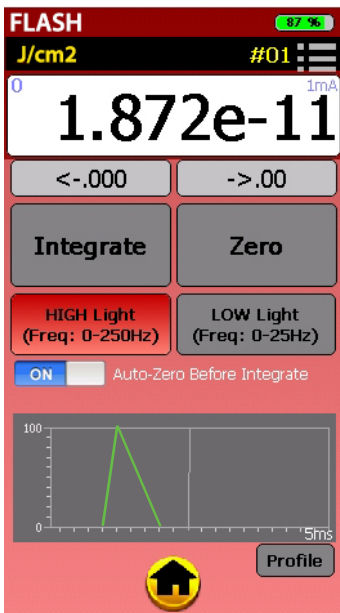 FLASH 87 %
J/cm2 #01
0 1mA
1.872e-11
<-.000 ->.00
Integrate Zero
HIGH Light LOW Light
(Freq: 0-250Hz) (Freq: 0-25Hz)
ON Auto-Zero Before Integrate
100
0 5ms
Profile